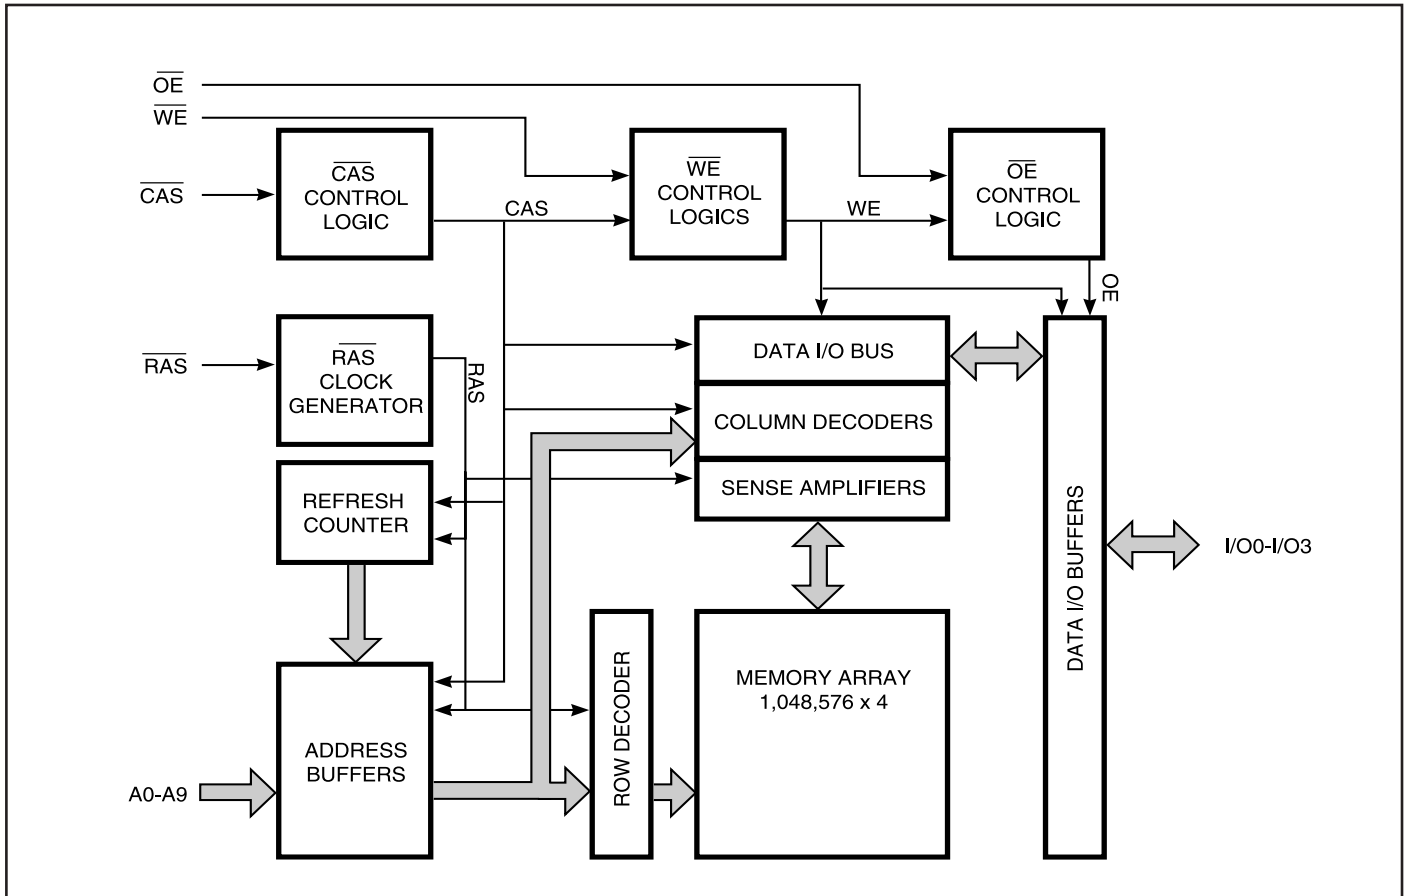 OE
WE
CAS
CAS
CONTROL
LOGIC
CAS
WE
CONTROL
LOGICS
WE
OE
CONTROL
LOGIC
OE
RAS
RAS
CLOCK
GENERATOR
RAS
DATA I/O BUS
COLUMN DECODERS
SENSE AMPLIFIERS
REFRESH
COUNTER
DATA I/O BUFFERS
I/O0-I/O3
ROW DECODER
MEMORY ARRAY
1,048,576 x 4
ADDRESS
BUFFERS
A0-A9